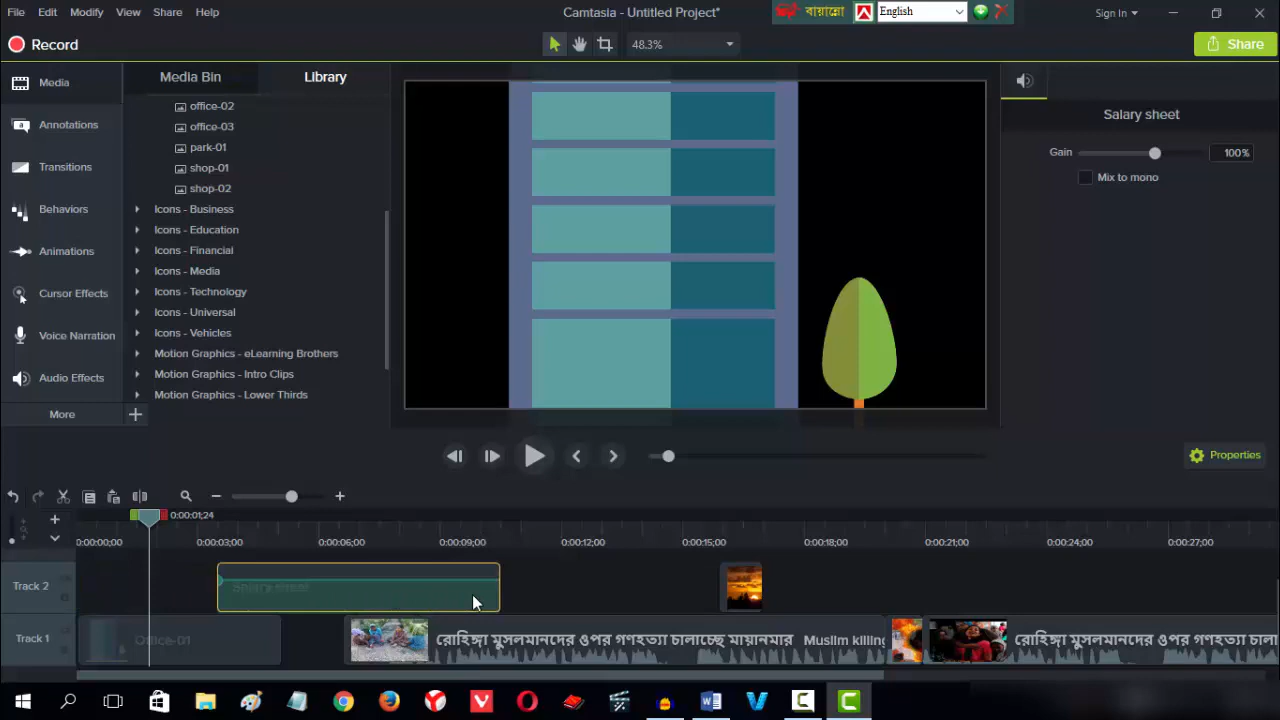 File Edit Modify View Share Help Camtasia - Untitled Project* বায়ান্নো English Sign In
Record 48.3% Share
Media Media Bin Library
office-02
Annotations office-03
park-01
Transitions shop-01
shop-02
Behaviors Icons - Business
Icons - Education
Animations Icons - Financial
Icons - Media
Cursor Effects Icons - Technology
Icons - Universal
Voice Narration Icons - Vehicles
Motion Graphics - eLearning Brothers
Audio Effects Motion Graphics - Intro Clips
Motion Graphics - Lower Thirds
More
Salary sheet
Gain 100%
Mix to mono
Properties
0:00:01;24
0:00:00;00 0:00:03;00 0:00:06;00 0:00:09;00 0:00:12;00 0:00:15;00 0:00:18;00 0:00:21;00 0:00:24;00 0:00:27;00
Track 2 Salary sheet
Track 1 Office-01 রোহিঙ্গা মুসলমানদের ওপর গণহত্যা চালাচ্ছে মায়ানমার Muslim killing রোহিঙ্গা মুসলমানদের ওপর গণহত্যা